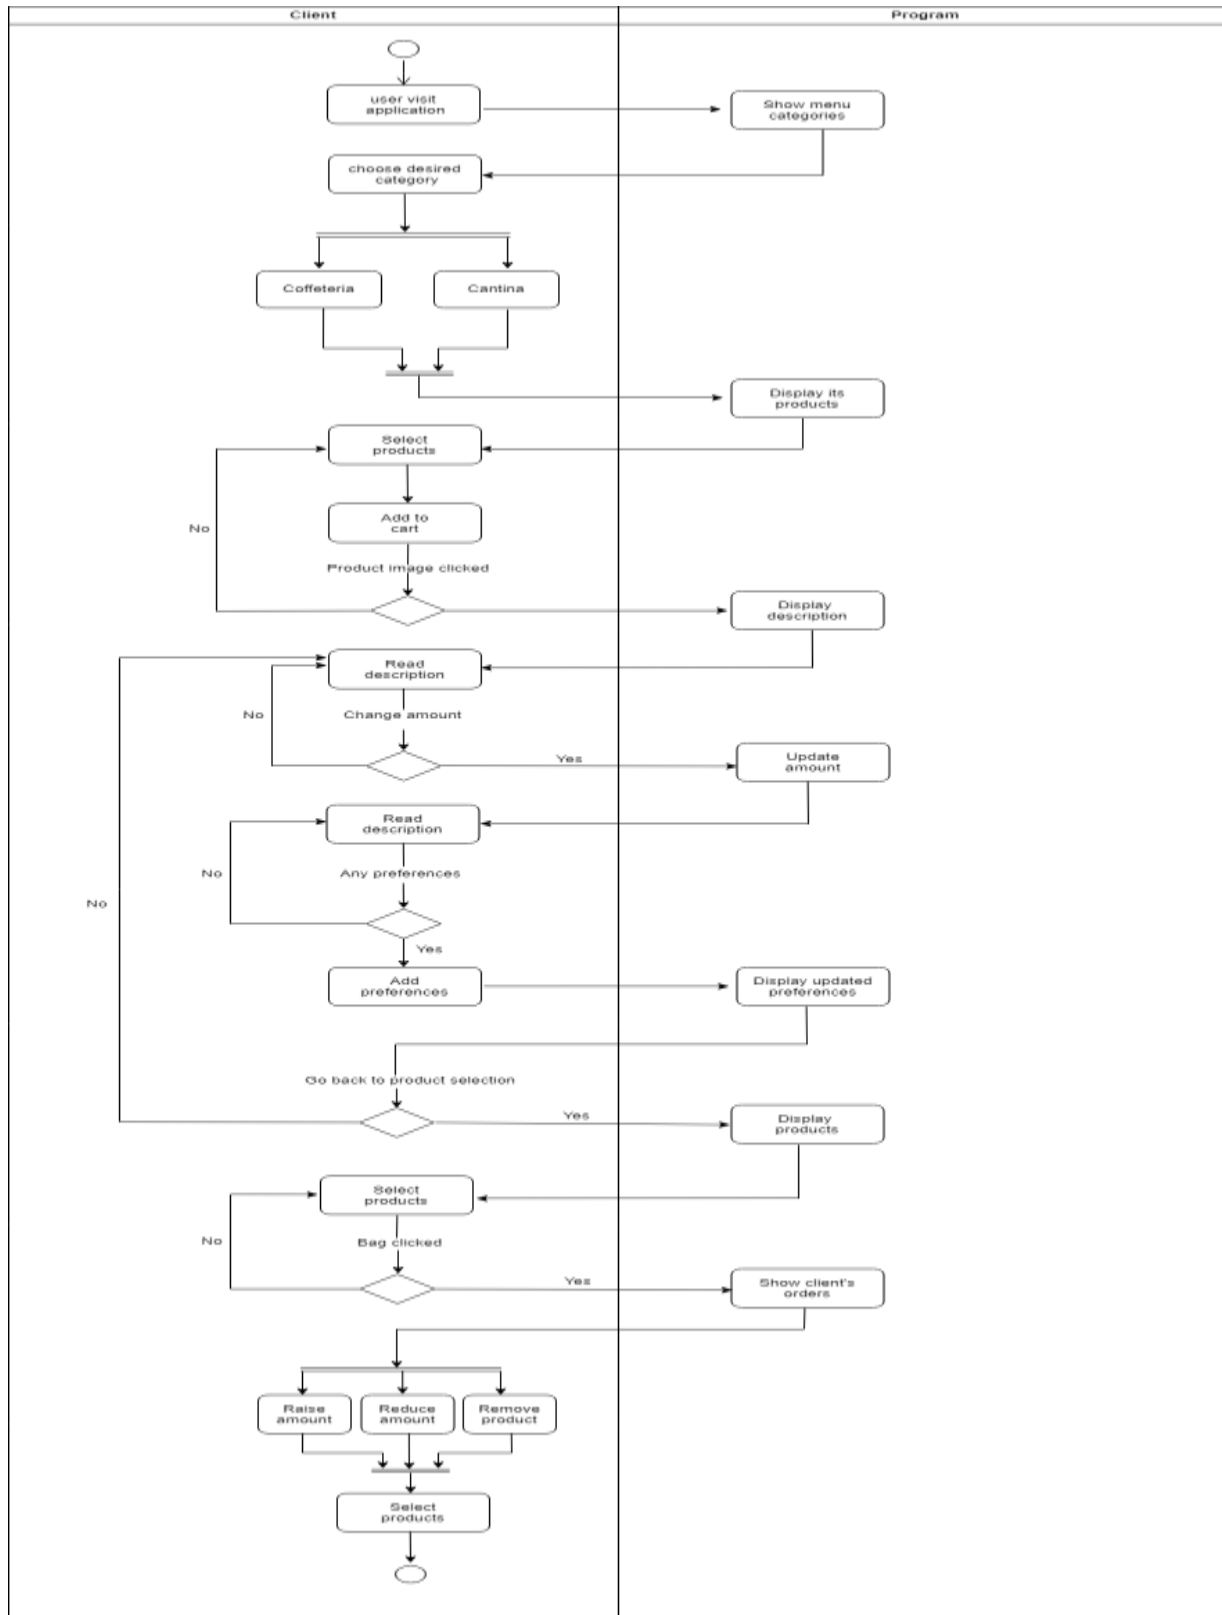 Client
Program
user visit
application
Show menu
categories
choose desired
category
Coffeteria
Cantina
Display its
products
Select
products
Add to
cart
No
Product image clicked
Display
description
Read
description
No
Change amount
Yes
Update
amount
Read
description
No
Any preferences
No
Yes
Add
preferences
Display updated
preferences
Go back to product selection
Yes
Display
products
Select
products
No
Bag clicked
Yes
Show client's
orders
Raise
amount
Reduce
amount
Remove
product
Select
products